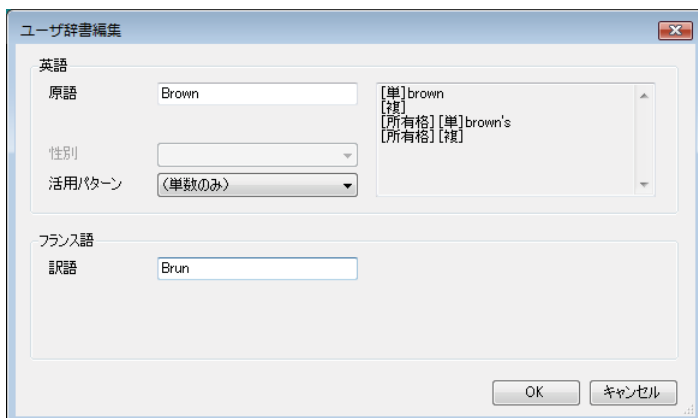 ユーザ辞書編集
英語
原語
Brown
[単]brown
[複]
[所有格] [単]brown's
[所有格] [複]
性別
活用パターン
(単数のみ)
フランス語
訳語
Brun
OK
キャンセル